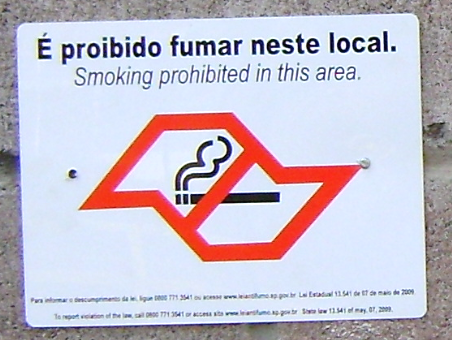 É proibido fumar neste local.
Smoking prohibited in this area.
Para informar o descumprimento da lei, ligue 0800 771.3541 ou acesse www.leiantifumo.sp.gov.br Lei Estadual 13.541 de 07 de maio de 2009.
To report violation of the law, call 0800 771.3541 or access site www.leiantifumo.sp.gov.br . State law 13.541 of may, 07, 2009.